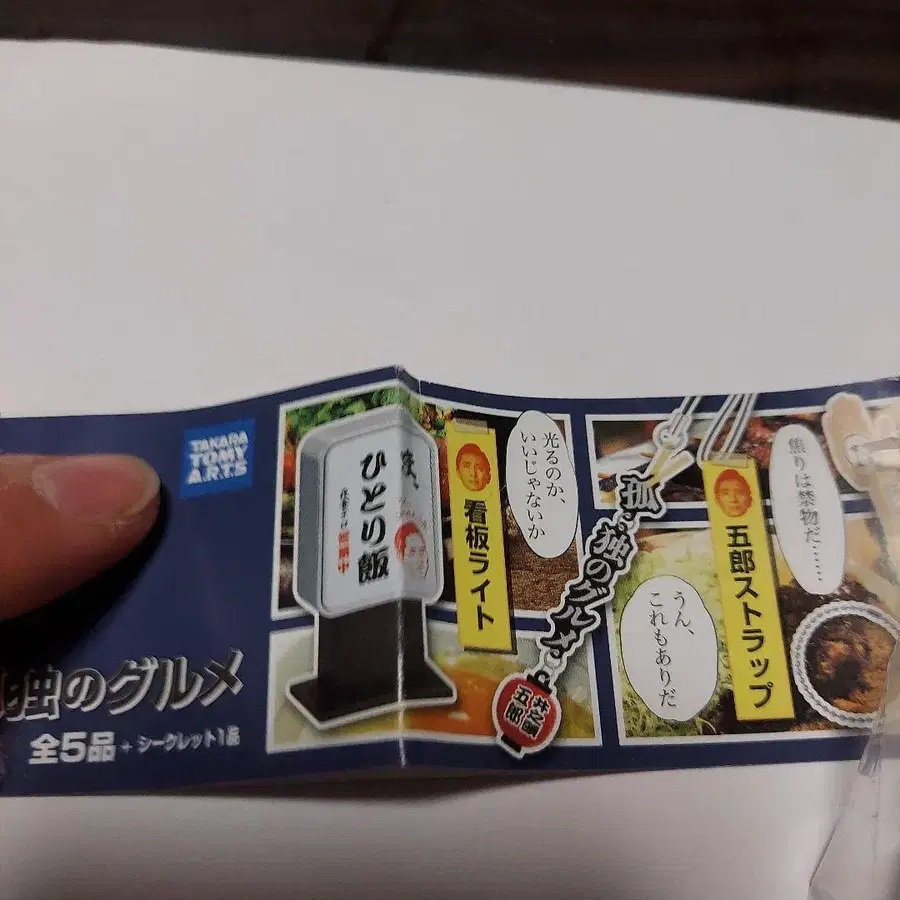 TAKARA
TOMY
A.R.T.S
独のグルメ
全5品 + シークレット1品
ひとり飯
看板ライト
光るのか、
いいじゃないか
孤独のグルメ
井之頭
五郎
五郎ストラップ
焦りは禁物だ……
うん、
これもありだ